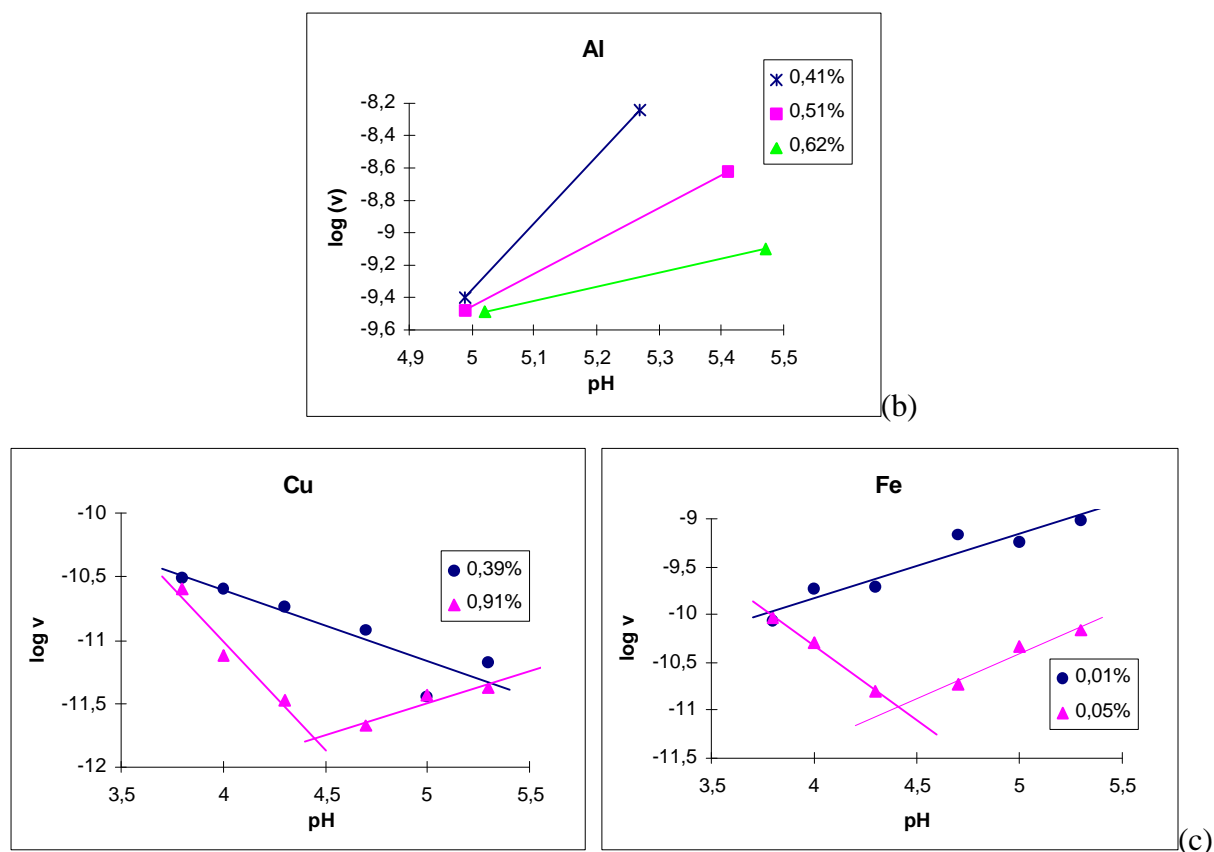 Al
0,41%
0,51%
0,62%
-8,2
-8,4
-8,6
-8,8
-9
-9,2
-9,4
-9,6
log (v)
4,9 5 5,1 5,2 5,3 5,4 5,5
pH
(b)
Cu
-10
-10,5
-11
-11,5
-12
log v
0,39%
0,91%
3,5 4 4,5 5 5,5
pH
Fe
-9
-9,5
-10
-10,5
-11
-11,5
log v
0,01%
0,05%
3,5 4 4,5 5 5,5
pH
(c)